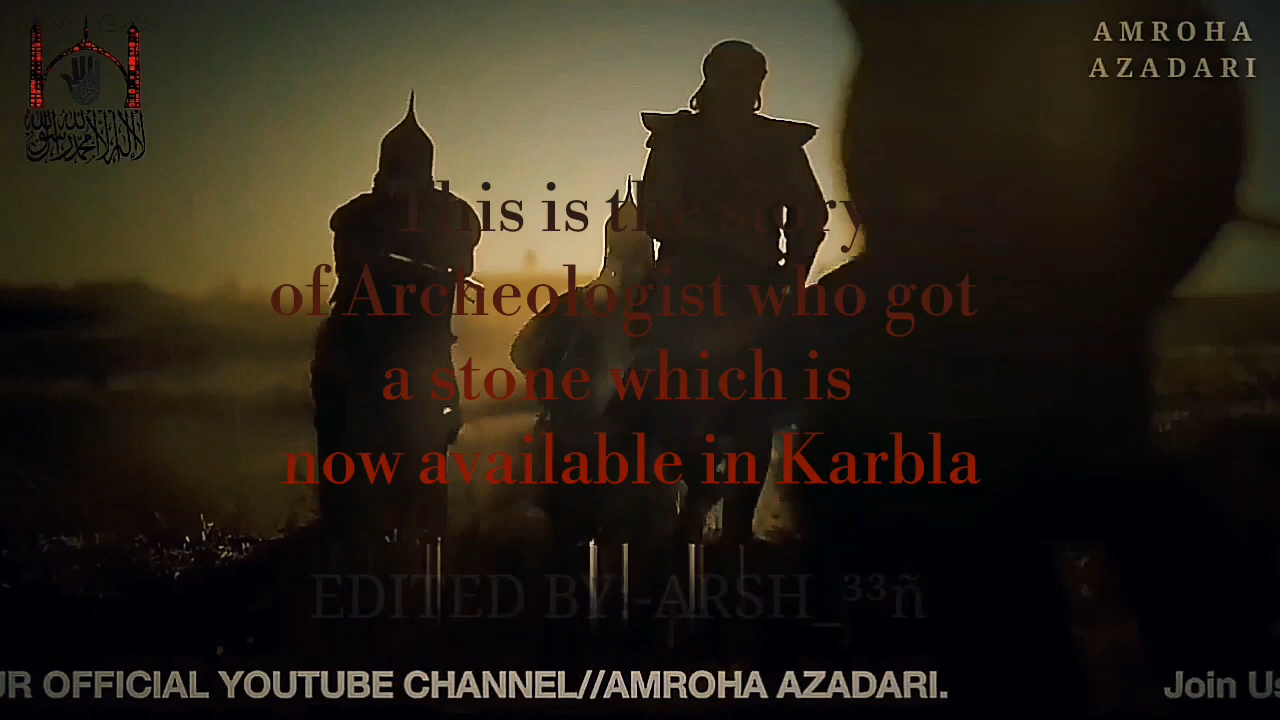 AMROHA
AZADARI
This is the story
of Archeologist who got
a stone which is
now available in Karbla
EDITED BY:-ARSH_³³ñ
UR OFFICIAL YOUTUBE CHANNEL//AMROHA AZADARI.
Join Us